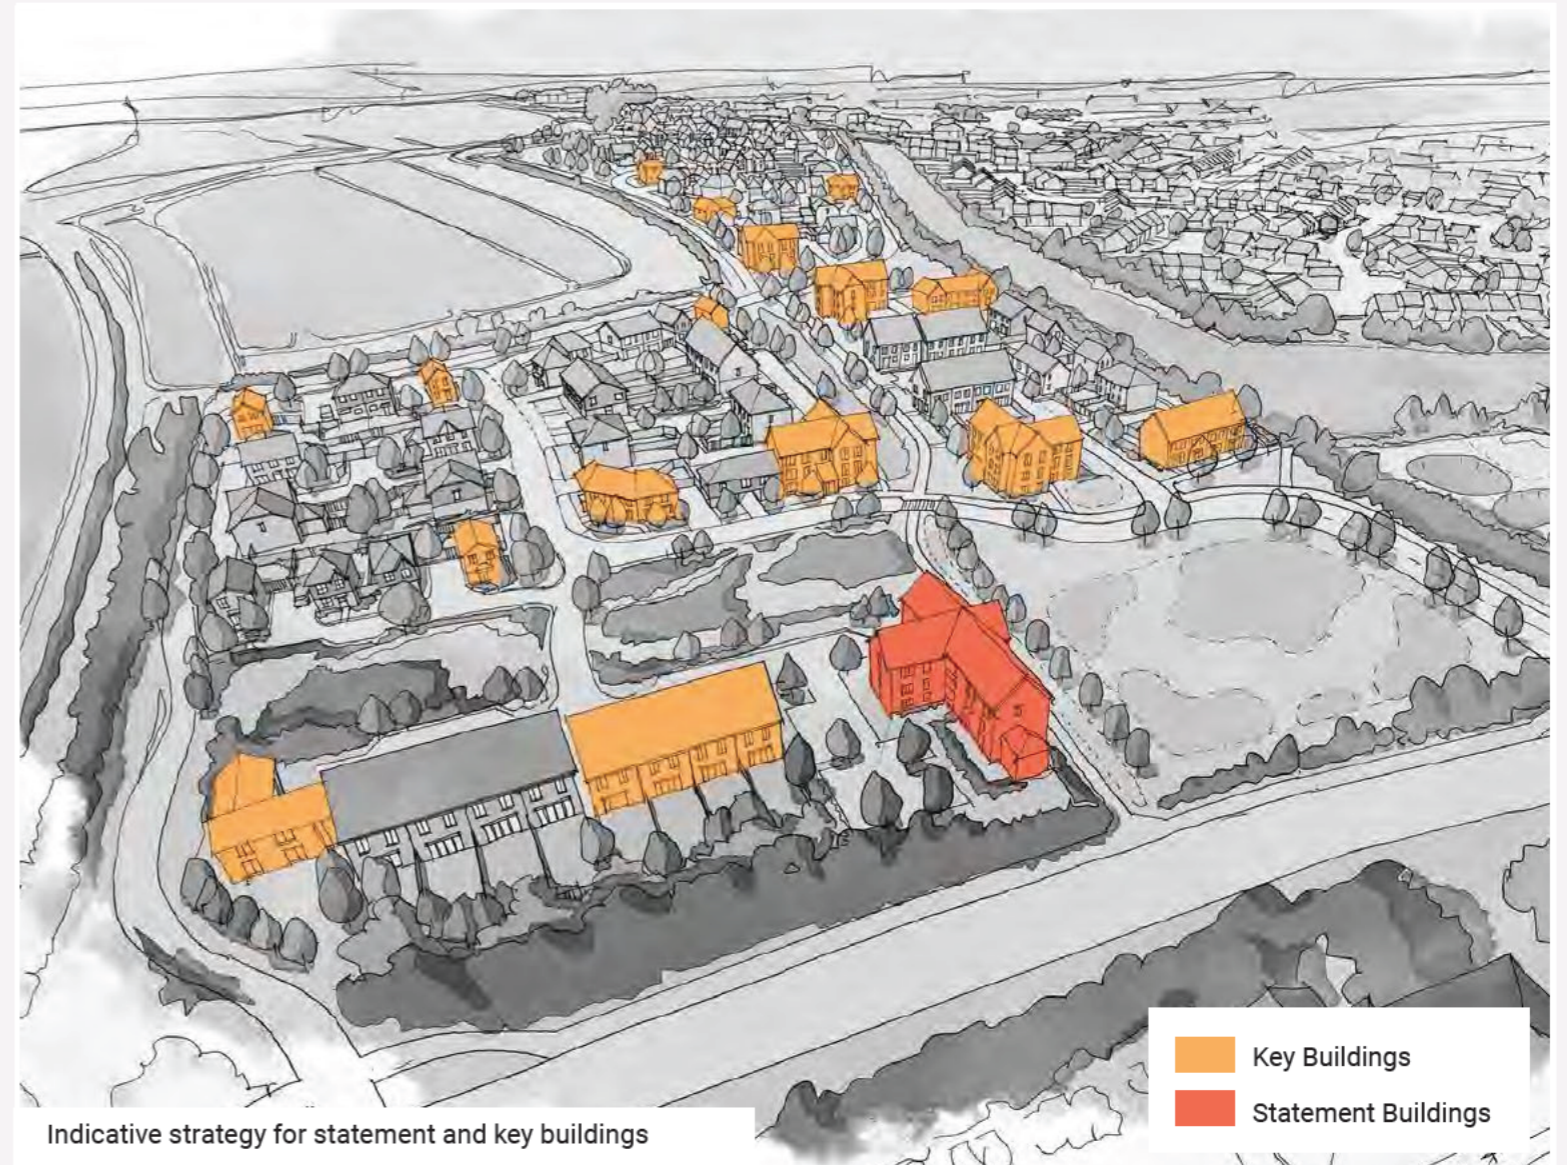 Key Buildings
Statement Buildings
Indicative strategy for statement and key buildings